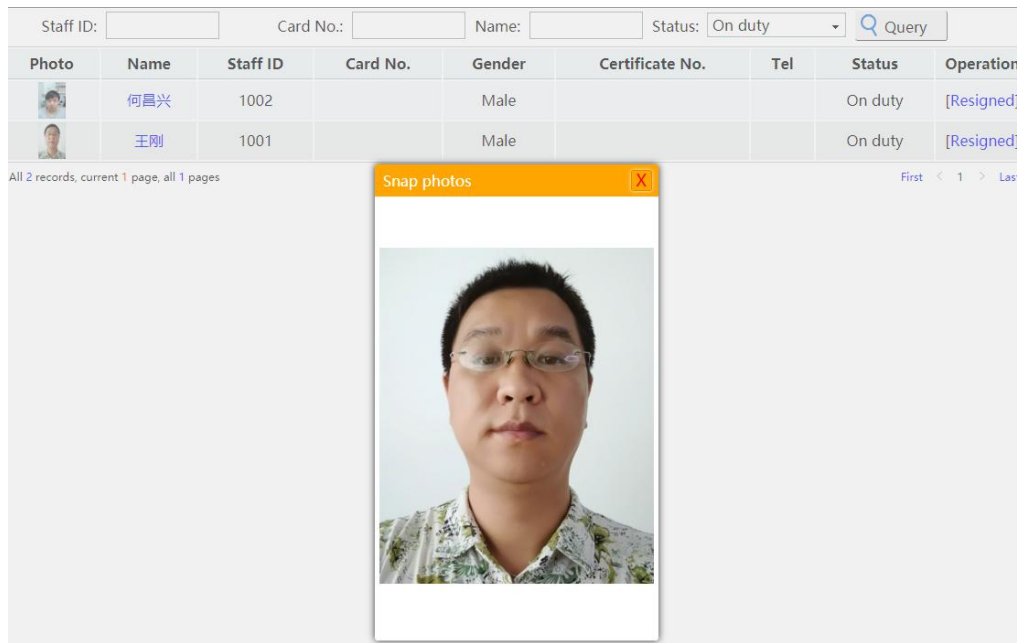 Staff ID: Card No.: Name: Status: On duty Query
Photo Name Staff ID Card No. Gender Certificate No. Tel Status Operation
何昌兴 1002 Male On duty [Resigned]
王刚 1001 Male On duty [Resigned]
All 2 records, current 1 page, all 1 pages First < 1 > Las
Snap photos X